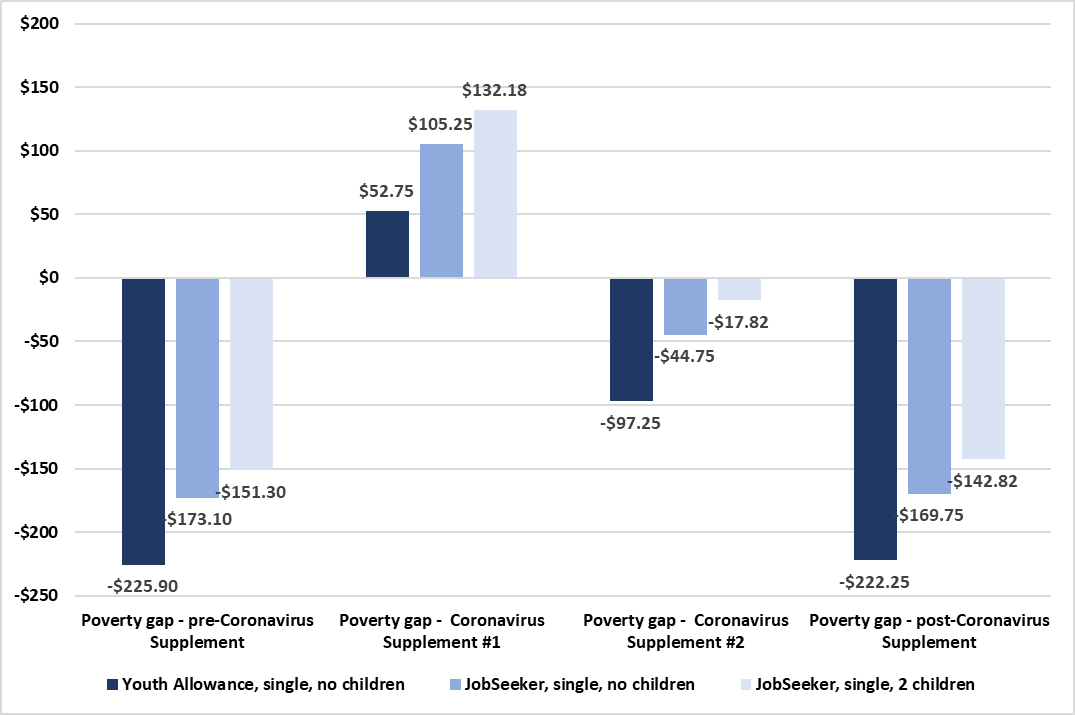 $200
$150
$100
$50
$0
-$50
-$100
-$150
-$200
-$250
-$225.90
-$173.10
-$151.30
$52.75
$105.25
$132.18
-$97.25
-$44.75
-$17.82
-$222.25
-$169.75
-$142.82
Poverty gap - pre-Coronavirus
Supplement
Poverty gap - Coronavirus
Supplement #1
Poverty gap - Coronavirus
Supplement #2
Poverty gap - post-Coronavirus
Supplement
Youth Allowance, single, no children
JobSeeker, single, no children
JobSeeker, single, 2 children